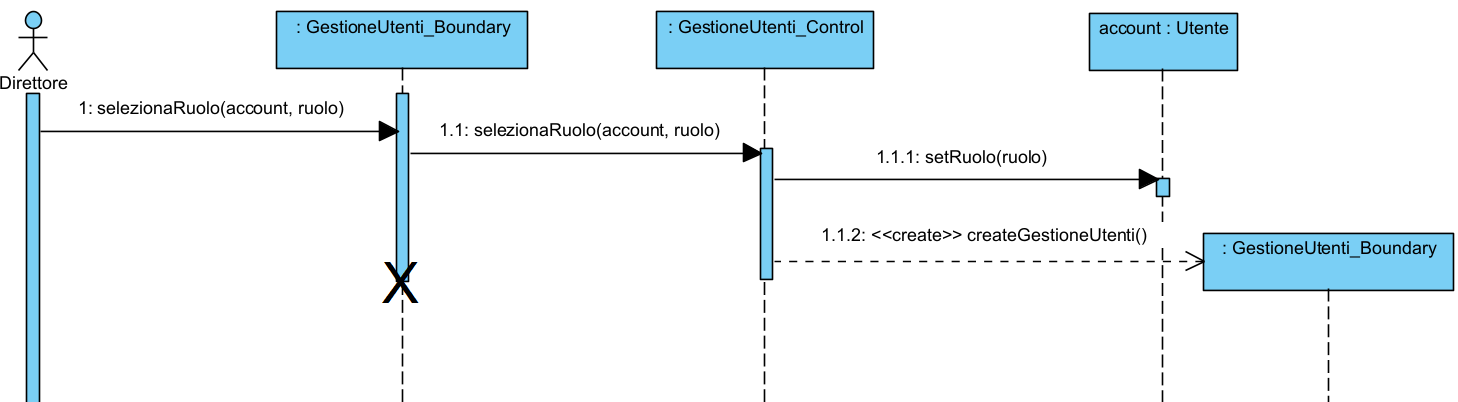 : GestioneUtenti_Boundary
: GestioneUtenti_Control
account : Utente
Direttore
1: selezionaRuolo(account, ruolo)
1.1: selezionaRuolo(account, ruolo)
1.1.1: setRuolo(ruolo)
1.1.2: <<create>> createGestioneUtenti()
: GestioneUtenti_Boundary